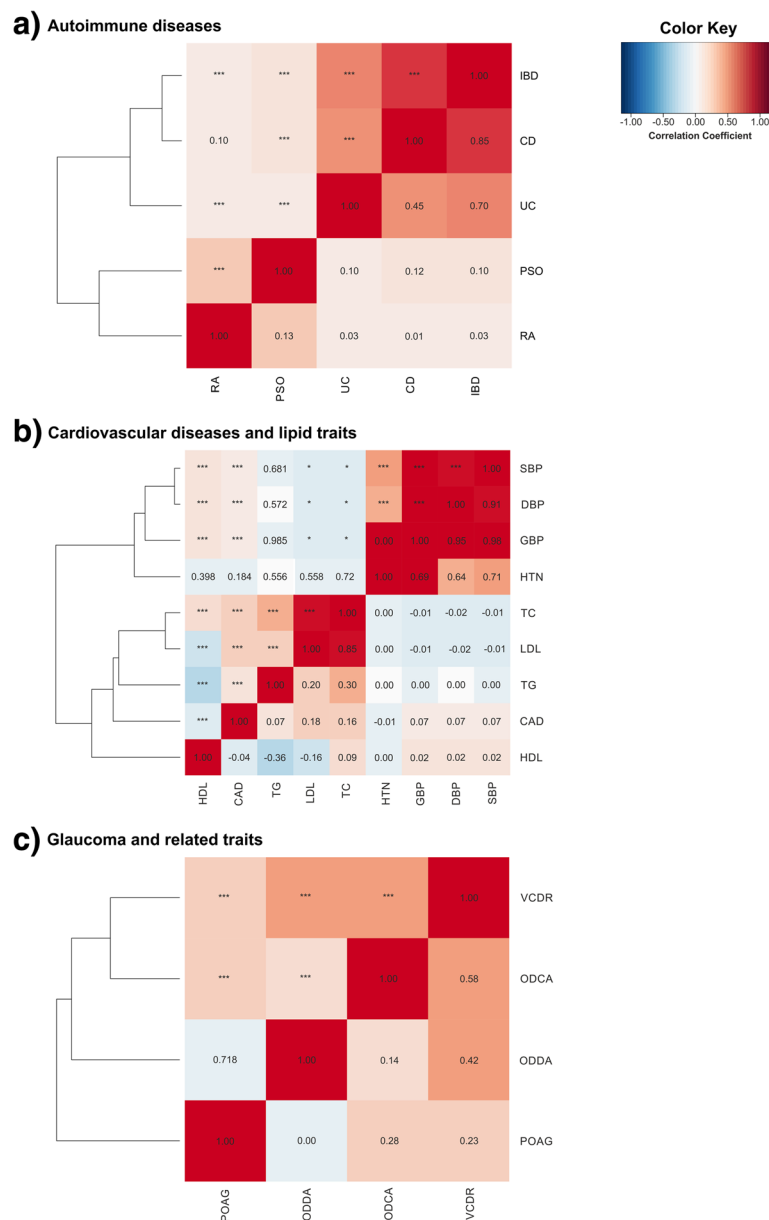 a) Autoimmune diseases
Color Key
-1.00 -0.50 0.00 0.50 1.00
Correlation Coefficient
*** *** *** *** 1.00 IBD
0.10 *** *** 1.00 0.85 CD
*** *** 1.00 0.45 0.70 UC
*** 1.00 0.10 0.12 0.10 PSO
1.00 0.13 0.03 0.01 0.03 RA
RA PSO UC CD IBD
b) Cardiovascular diseases and lipid traits
*** *** 0.681 * * *** *** *** 1.00 SBP
*** *** 0.572 * * *** *** 1.00 0.91 DBP
*** *** 0.985 * * 0.00 1.00 0.95 0.98 GBP
0.398 0.184 0.556 0.558 0.72 1.00 0.69 0.64 0.71 HTN
*** *** *** *** 1.00 0.00 -0.01 -0.02 -0.01 TC
*** *** *** 1.00 0.85 0.00 -0.01 -0.02 -0.01 LDL
*** *** 1.00 0.20 0.30 0.00 0.00 0.00 0.00 TG
*** 1.00 0.07 0.18 0.16 -0.01 0.07 0.07 0.07 CAD
1.00 -0.04 -0.36 -0.16 0.09 0.00 0.02 0.02 0.02 HDL
HDL CAD TG LDL TC HTN GBP DBP SBP
c) Glaucoma and related traits
*** *** *** 1.00 VCDR
*** *** 1.00 0.58 ODCA
0.718 1.00 0.14 0.42 ODDA
1.00 0.00 0.28 0.23 POAG
POAG ODDA ODCA VCDR